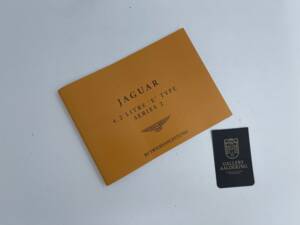 JAGUAR
4.2 LITRE 'E' TYPE
SERIES 2
GALLERY
AALDERING